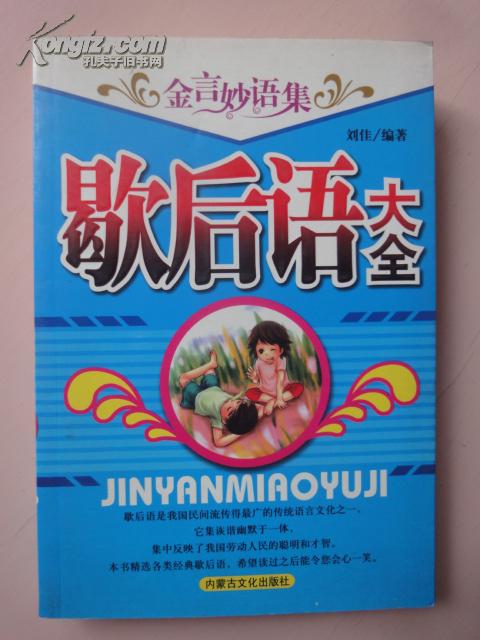 Kongfz.com
孔夫子旧书网
金言妙语集
刘佳/编著
歇后语大全
JINYANMIAOYUJI
歇后语是我国民间流传得最广的传统语言文化之一，
它集诙谐幽默于一体，
集中反映了我国劳动人民的聪明和才智。
本书精选各类经典歇后语，希望读过之后能令您会心一笑。
内蒙古文化出版社